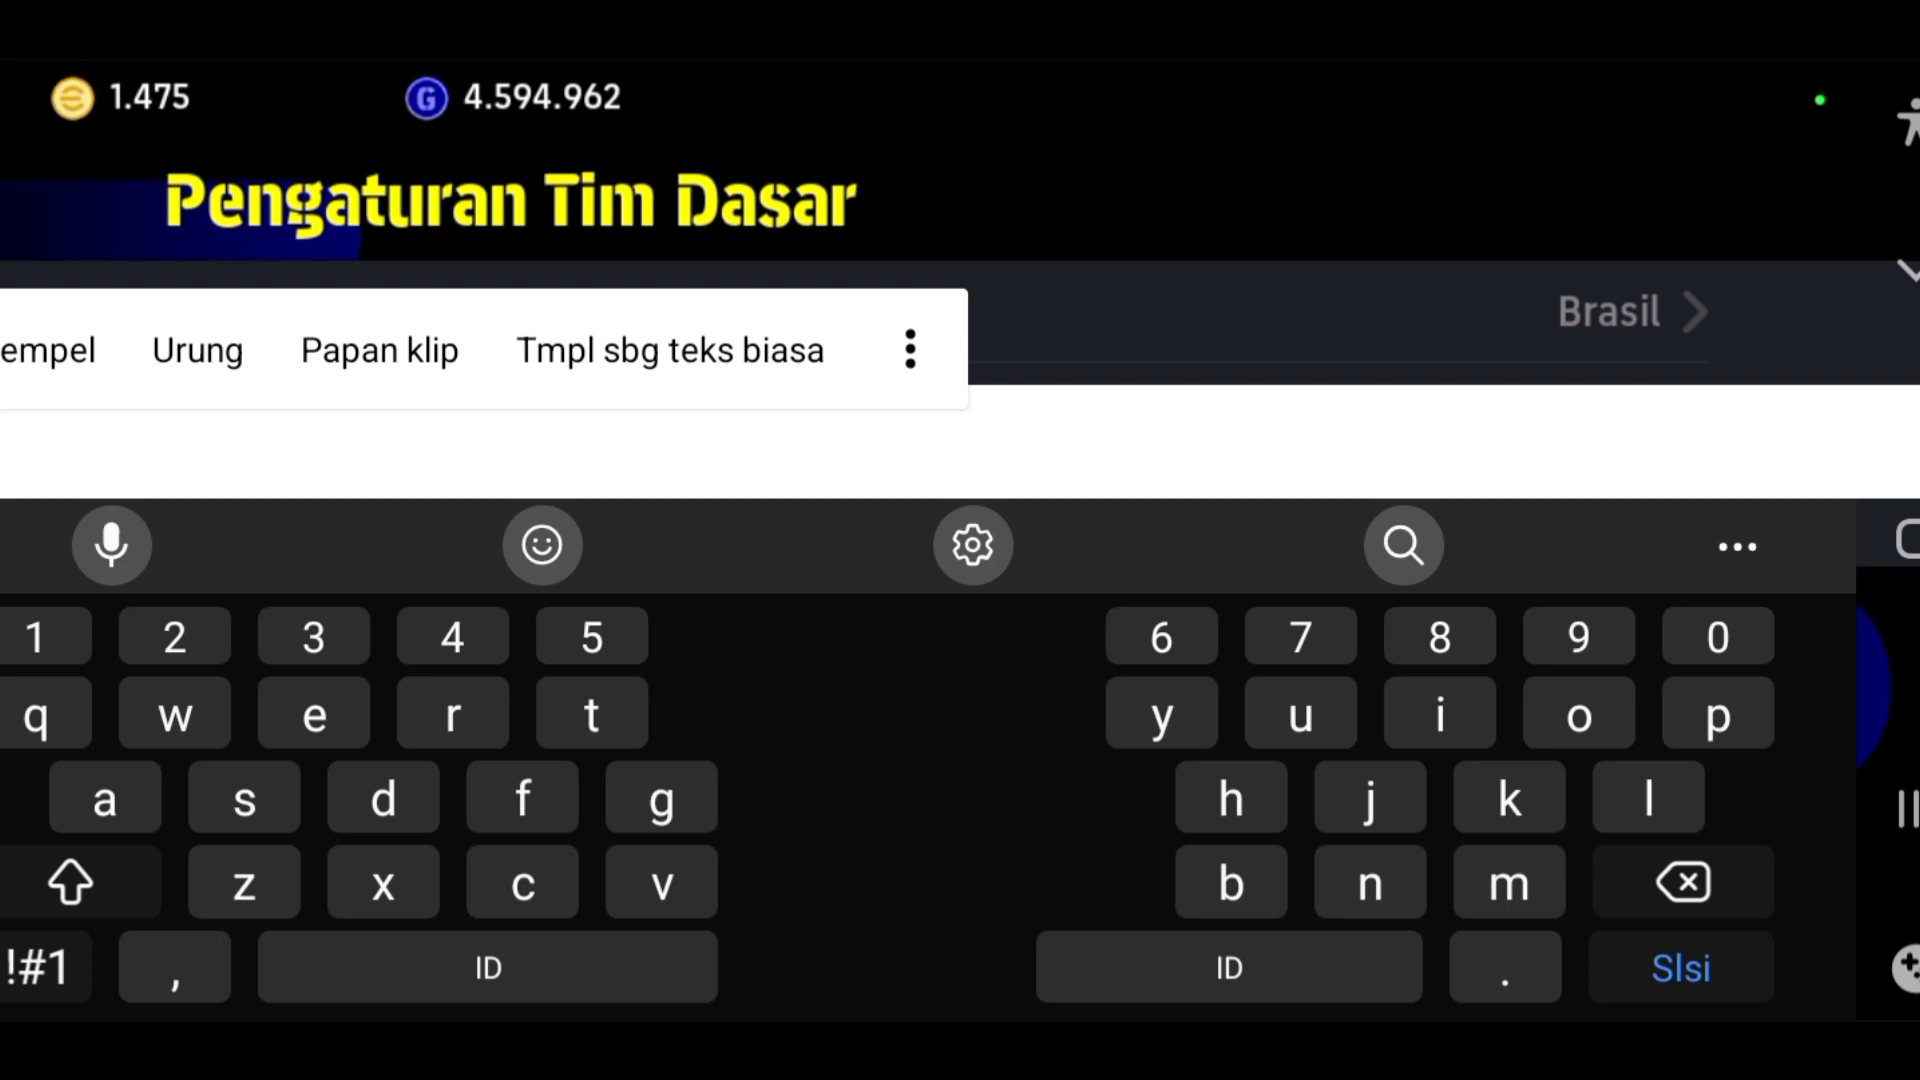 1.475 4.594.962
Pengaturan Tim Dasar
Brasil
empel Urung Papan klip Tmpl sbg teks biasa
1 2 3 4 5 6 7 8 9 0
q w e r t y u i o p
a s d f g h j k l
z x c v b n m
!#1 , ID ID . Slsi